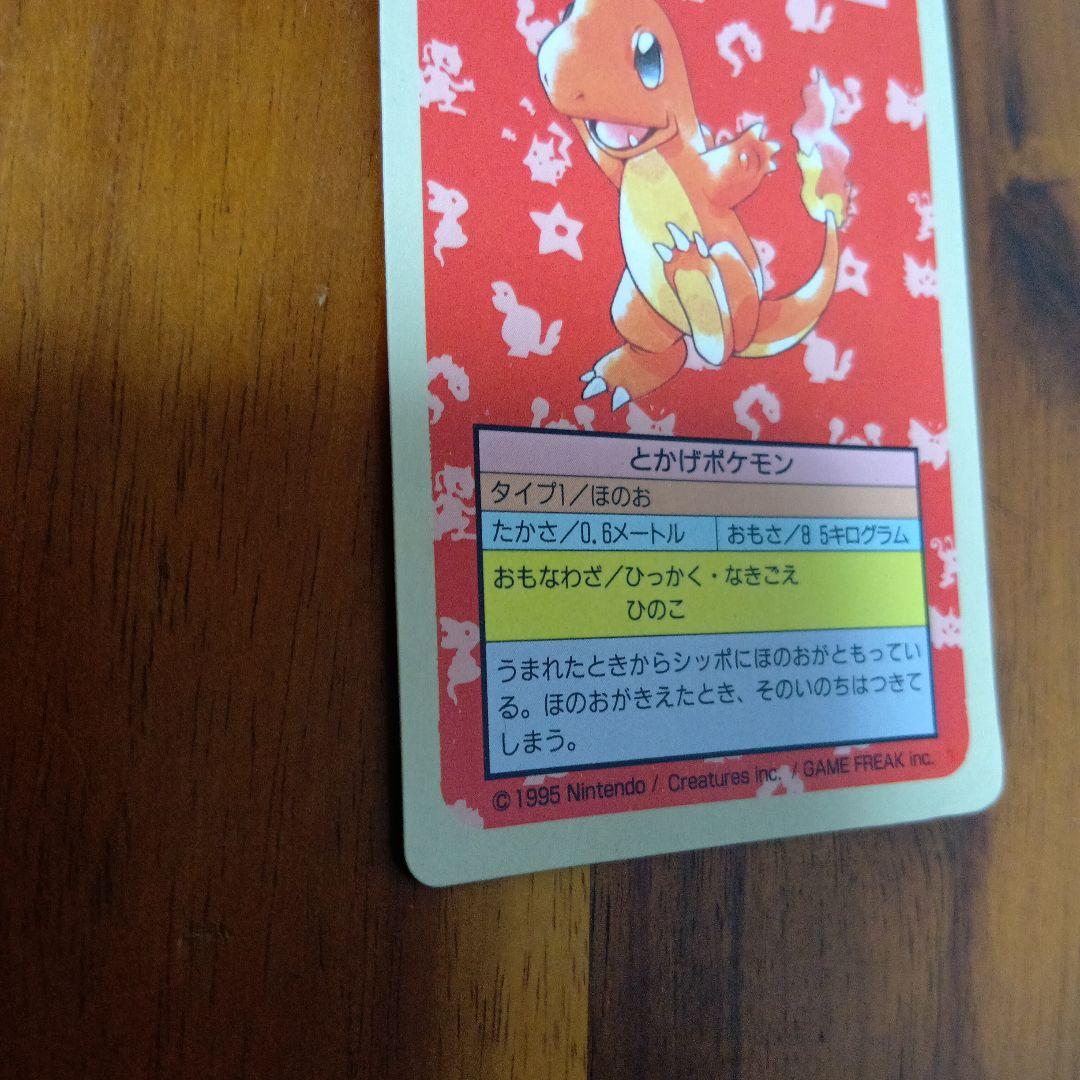 とかげポケモン
タイプ1/ほのお
たかさ/0.6メートル おもさ/8 5キログラム
おもなわざ/ひっかく・なきごえ
ひのこ
うまれたときからシッポにほのおがともってい
る。ほのおがきえたとき、そのいのちはつきて
しまう。
©1995 Nintendo / Creatures inc. / GAME FREAK inc.